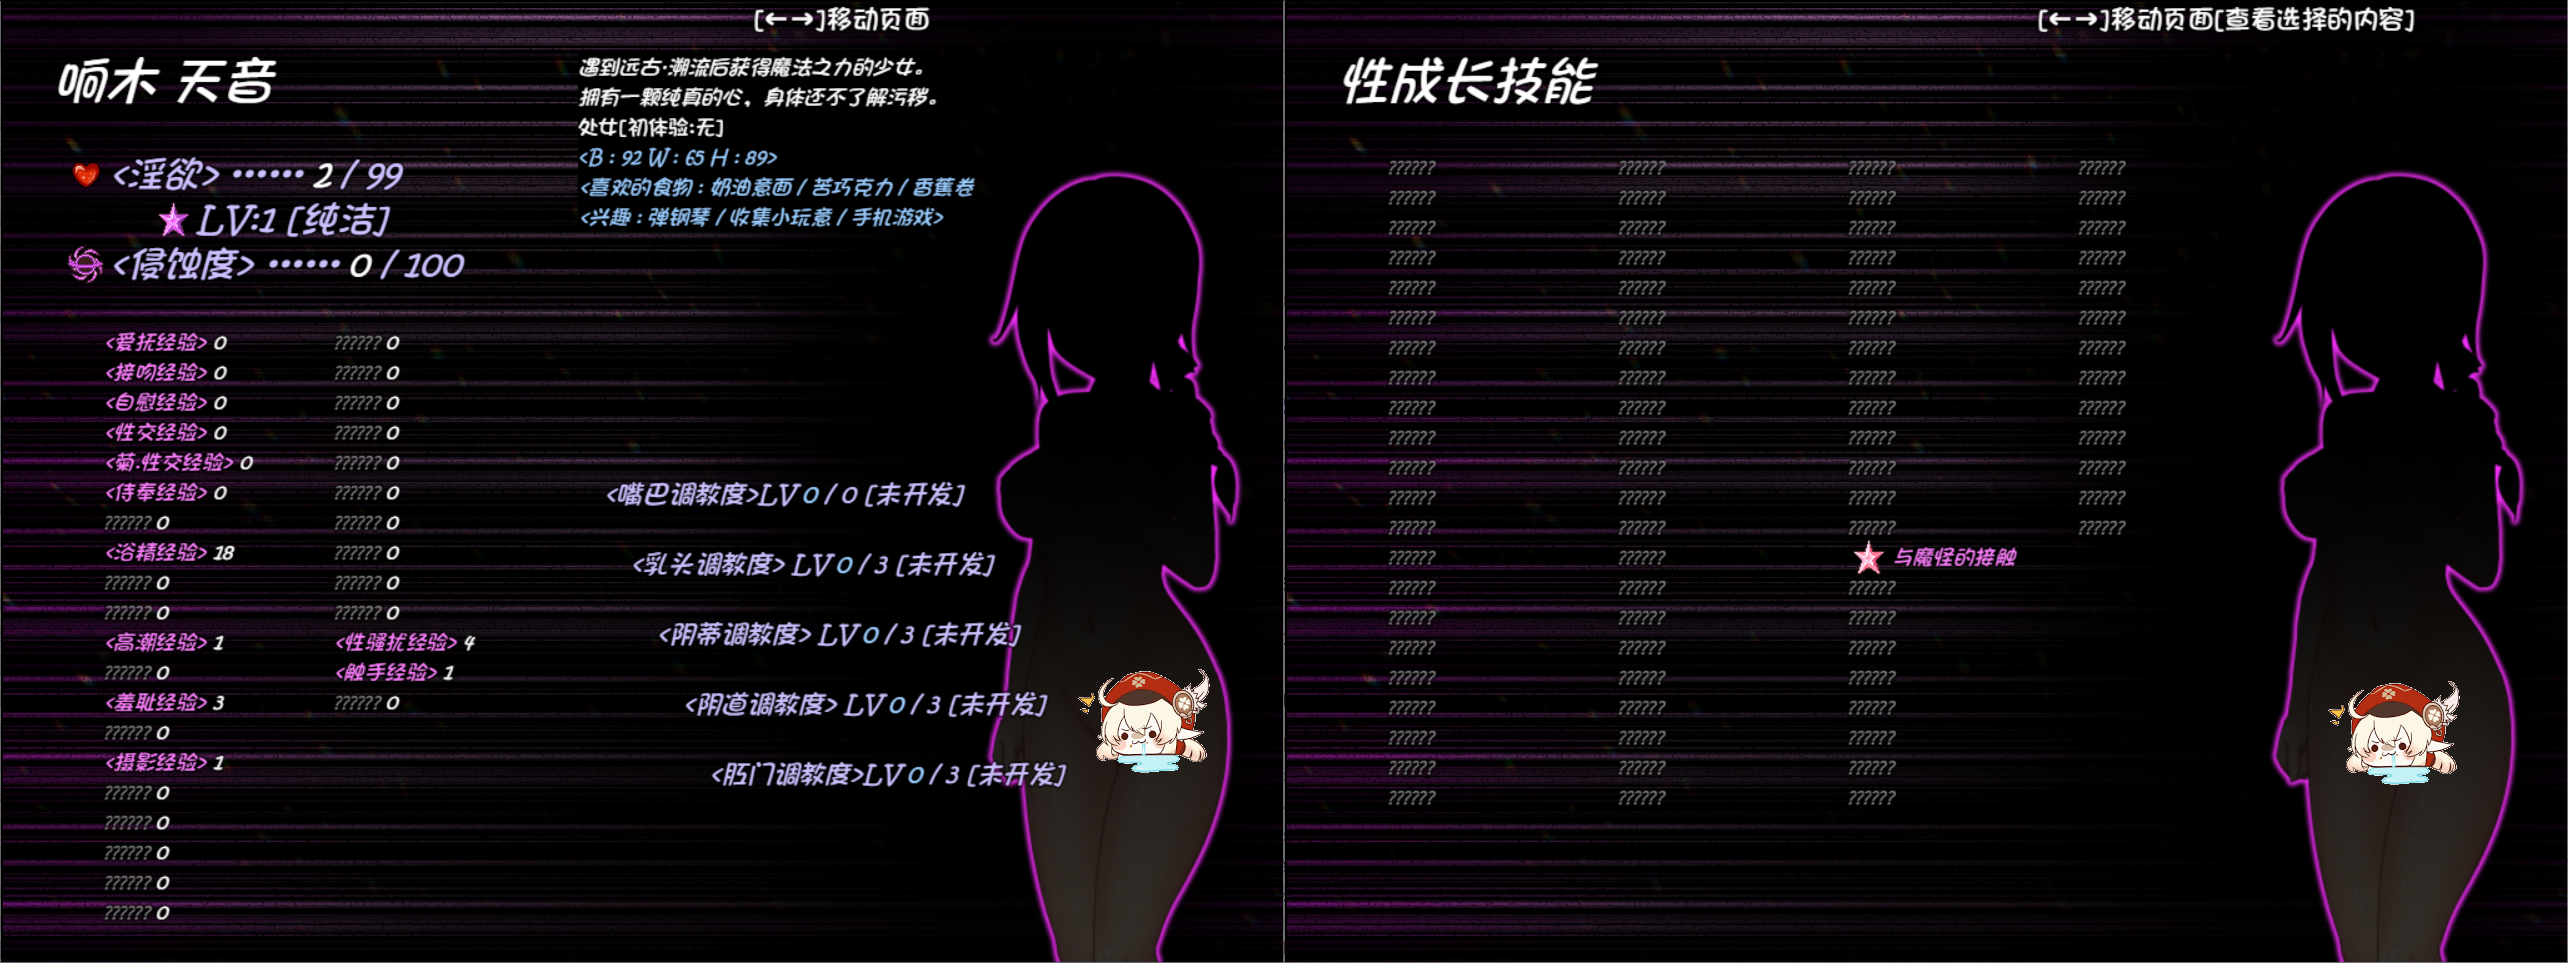 [←→]移动页面
响木 天音
遇到远古·溯流后获得魔法之力的少女。
拥有一颗纯真的心，身体还不了解污秽。
处女[初体验:无]
<B : 92 W : 65 H : 89>
<喜欢的食物 : 奶油意面 / 苦巧克力 / 香蕉卷
<兴趣 : 弹钢琴 / 收集小玩意 / 手机游戏>
<淫欲> ······ 2 / 99
LV:1 [纯洁]
<侵蚀度> ······ 0 / 100
<爱抚经验> 0 ?????? 0
<接吻经验> 0 ?????? 0
<自慰经验> 0 ?????? 0
<性交经验> 0 ?????? 0
<菊.性交经验> 0 ?????? 0
<侍奉经验> 0 ?????? 0
?????? 0 ?????? 0
<浴精经验> 18 ?????? 0
?????? 0 ?????? 0
?????? 0 ?????? 0
<高潮经验> 1 <性骚扰经验> 4
?????? 0 <触手经验> 1
<羞耻经验> 3 ?????? 0
?????? 0
<摄影经验> 1
?????? 0
?????? 0
?????? 0
?????? 0
?????? 0
<嘴巴调教度>LV 0 / 0 [未开发]
<乳头调教度> LV 0 / 3 [未开发]
<阴蒂调教度> LV 0 / 3 [未开发]
<阴道调教度> LV 0 / 3 [未开发]
<肛门调教度>LV 0 / 3 [未开发]
[←→]移动页面[查看选择的内容]
性成长技能
?????? ?????? ?????? ??????
?????? ?????? ?????? ??????
?????? ?????? ?????? ??????
?????? ?????? ?????? ??????
?????? ?????? ?????? ??????
?????? ?????? ?????? ??????
?????? ?????? ?????? ??????
?????? ?????? ?????? ??????
?????? ?????? ?????? ??????
?????? ?????? ?????? ??????
?????? ?????? ?????? ??????
?????? ?????? ?????? ??????
?????? ?????? ?????? ??????
?????? ?????? 与魔怪的接触
?????? ?????? ??????
?????? ?????? ??????
?????? ?????? ??????
?????? ?????? ??????
?????? ?????? ??????
?????? ?????? ??????
?????? ?????? ??????
?????? ?????? ??????